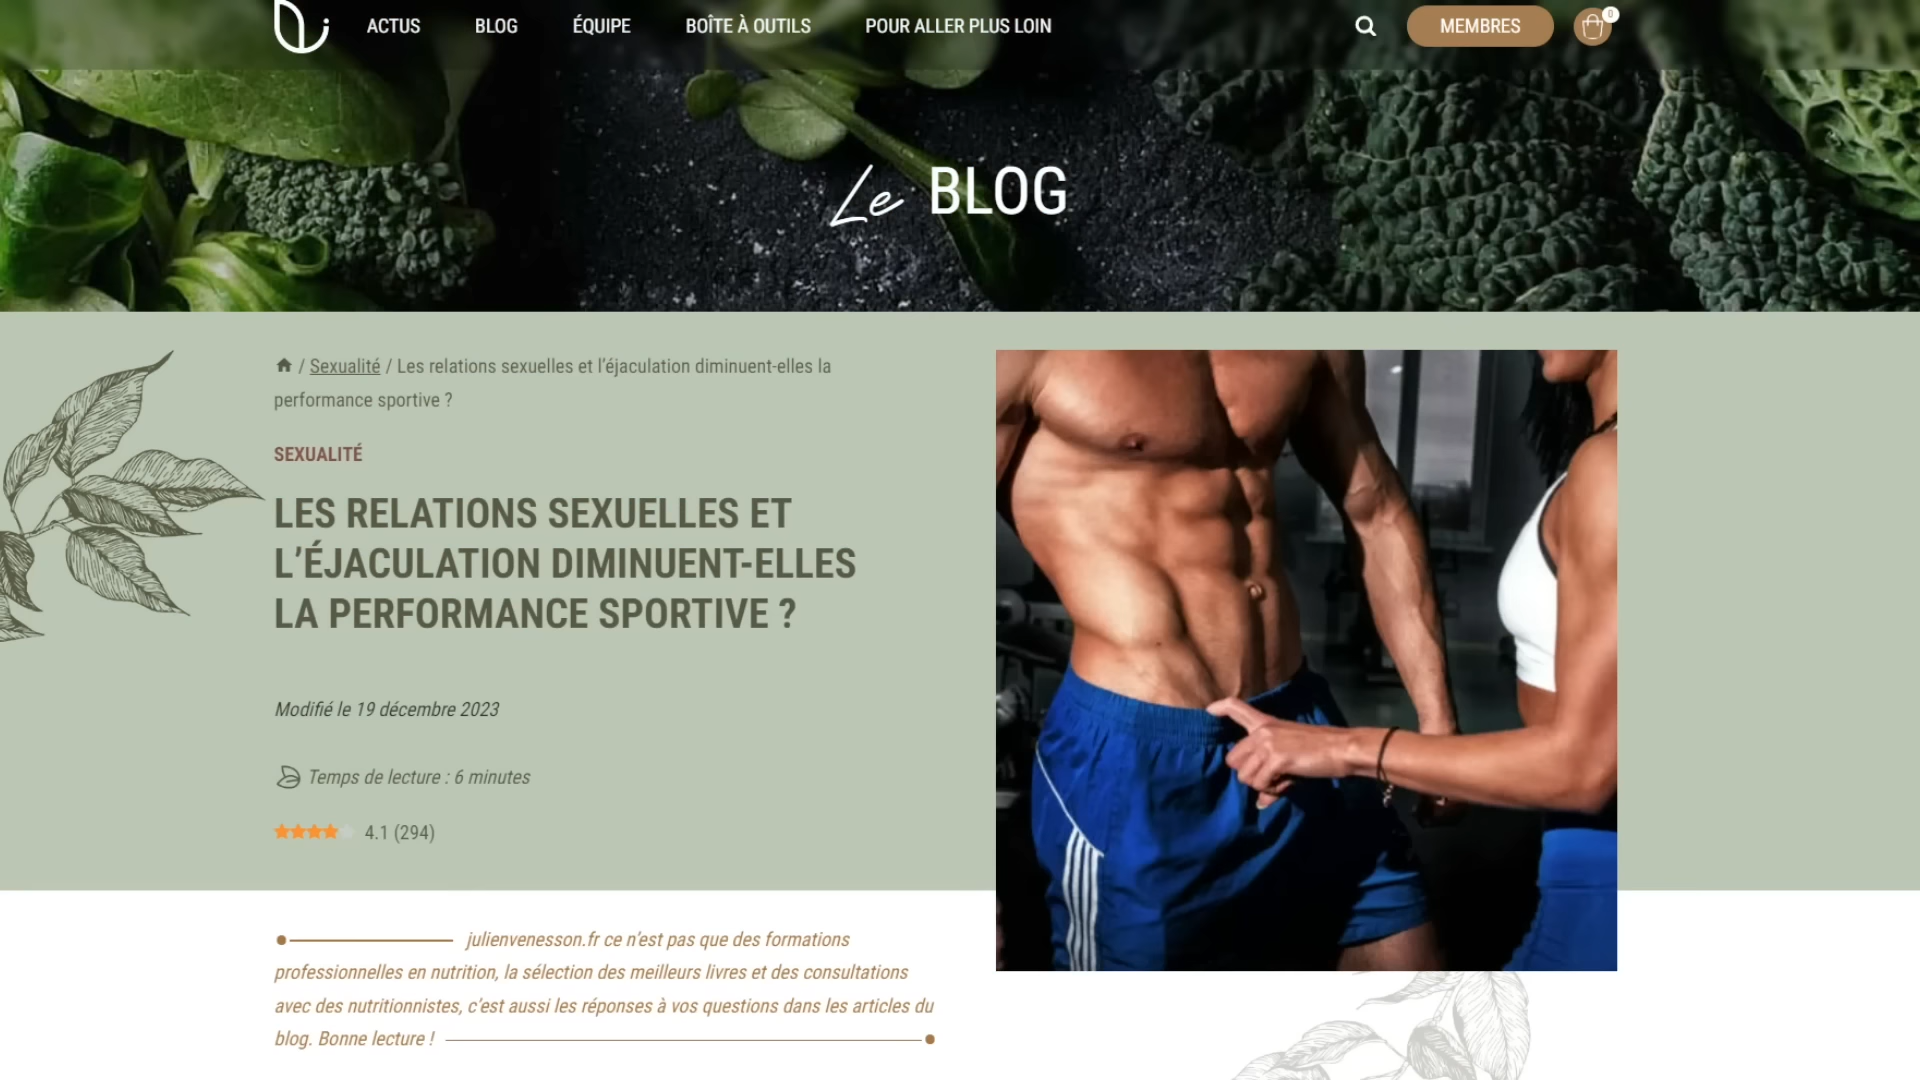 ACTUS BLOG ÉQUIPE BOÎTE À OUTILS POUR ALLER PLUS LOIN MEMBRES 0
Le BLOG
/ Sexualité / Les relations sexuelles et l’éjaculation diminuent-elles la
performance sportive ?
SEXUALITÉ
LES RELATIONS SEXUELLES ET
L’ÉJACULATION DIMINUENT-ELLES
LA PERFORMANCE SPORTIVE ?
Modifié le 19 décembre 2023
Temps de lecture : 6 minutes
4.1 (294)
julienvenesson.fr ce n’est pas que des formations
professionnelles en nutrition, la sélection des meilleurs livres et des consultations
avec des nutritionnistes, c’est aussi les réponses à vos questions dans les articles du
blog. Bonne lecture !